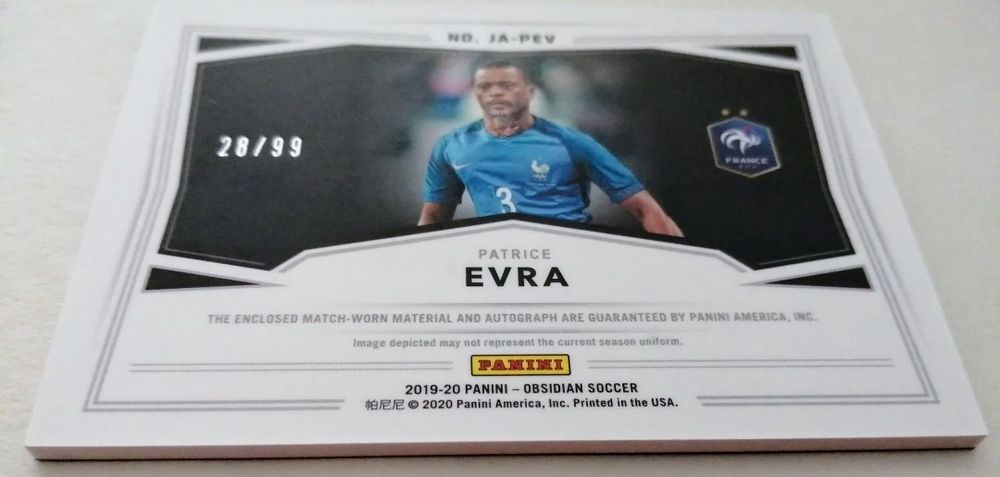 NO. JA-PEV
28/99
FRANCE
3
PATRICE
EVRA
THE ENCLOSED MATCH-WORN MATERIAL AND AUTOGRAPH ARE GUARANTEED BY PANINI AMERICA, INC.
Image depicted may not represent the current season uniform.
PANINI
2019-20 PANINI – OBSIDIAN SOCCER
帕尼尼 © 2020 Panini America, Inc. Printed in the USA.